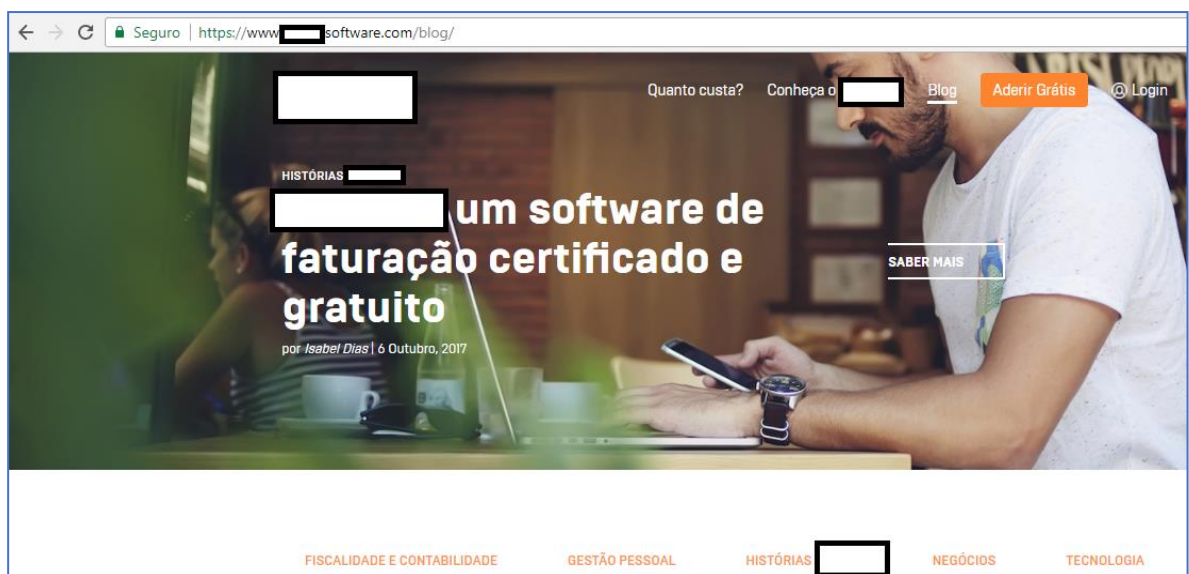 Seguro | https://www software.com/blog/
Quanto custa? Conheça o Blog Aderir Grátis Login
HISTÓRIAS
um software de
faturação certificado e
gratuito
SABER MAIS
por Isabel Dias | 6 Outubro, 2017
FISCALIDADE E CONTABILIDADE GESTÃO PESSOAL HISTÓRIAS NEGÓCIOS TECNOLOGIA